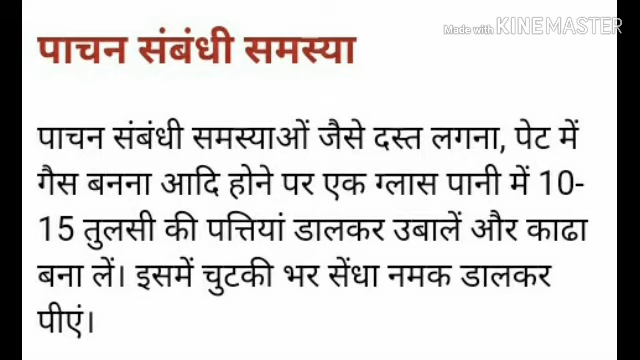 Made with KINEMASTER
पाचन संबंधी समस्या
पाचन संबंधी समस्याओं जैसे दस्त लगना, पेट में
गैस बनना आदि होने पर एक ग्लास पानी में 10-
15 तुलसी की पत्तियां डालकर उबालें और काढा
बना लें। इसमें चुटकी भर सेंधा नमक डालकर
पीएं।